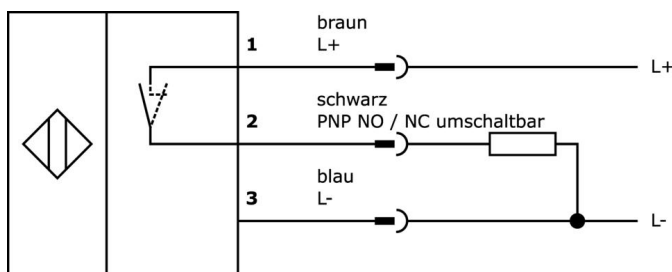 braun
1 L+
L+
schwarz
2 PNP NO / NC umschaltbar
blau
3 L-
L-